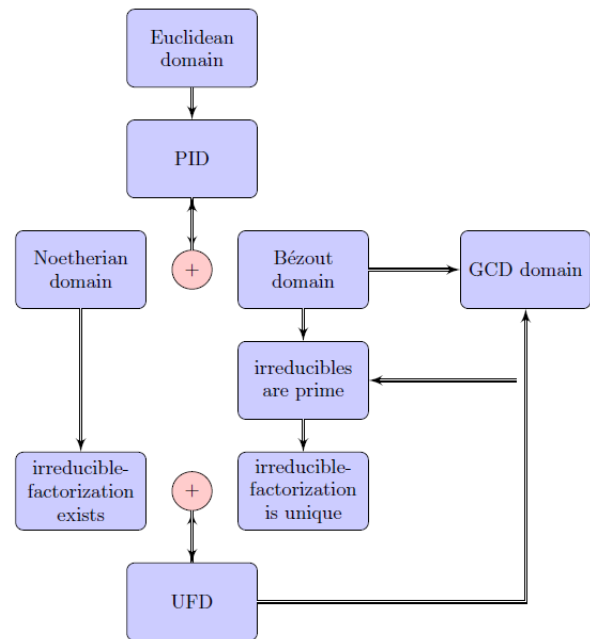 Euclidean
domain
PID
Noetherian
domain
+
Bézout
domain
GCD domain
irreducibles
are prime
irreducible-
factorization
exists
+
irreducible-
factorization
is unique
UFD